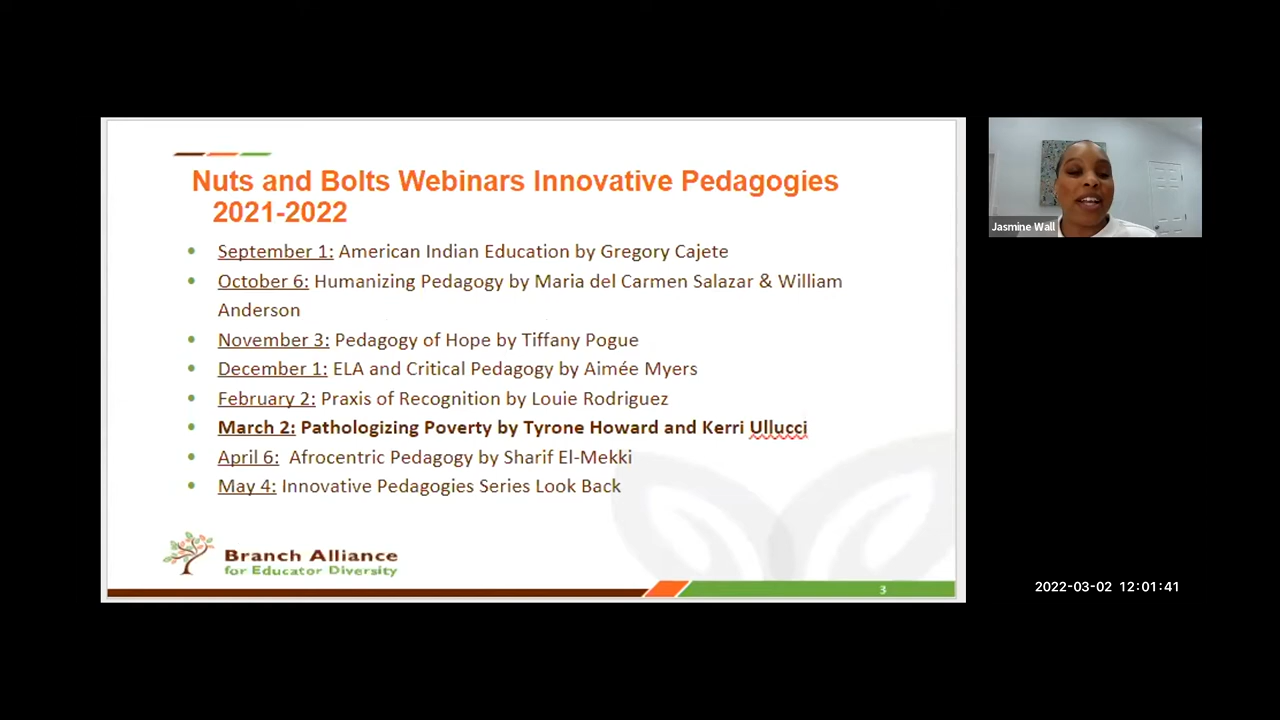 Nuts and Bolts Webinars Innovative Pedagogies
2021-2022
• September 1: American Indian Education by Gregory Cajete
• October 6: Humanizing Pedagogy by Maria del Carmen Salazar & William
Anderson
• November 3: Pedagogy of Hope by Tiffany Pogue
• December 1: ELA and Critical Pedagogy by Aimée Myers
• February 2: Praxis of Recognition by Louie Rodriguez
• March 2: Pathologizing Poverty by Tyrone Howard and Kerri Ullucci
• April 6: Afrocentric Pedagogy by Sharif El-Mekki
• May 4: Innovative Pedagogies Series Look Back
Branch Alliance
for Educator Diversity
3
Jasmine Wall
2022-03-02 12:01:41